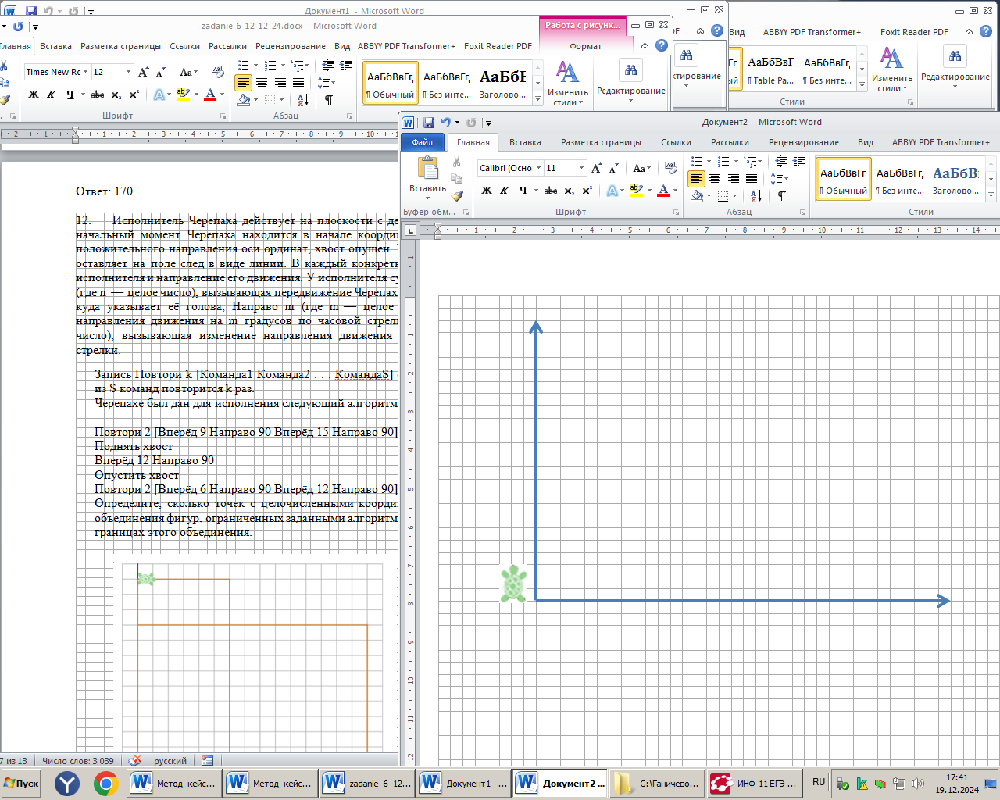 Документ1 - Microsoft Word
zadanie_6_12_12_24.docx - Microsoft Word
Работа с рисунк...
Главная Вставка Разметка страницы Ссылки Рассылки Рецензирование Вид ABBYY PDF Transformer+ Foxit Reader PDF Формат
Вид ABBYY PDF Transformer+ Foxit Reader PDF
Times New Rc 12
АаБбВвГг, АаБбВвГг, АаБбЕ
¶ Обычный ¶ Без инте... Заголово...
Изменить стили
Редактирование
Шрифт Абзац
АаБбВвГ АаБбВвГг,
¶ Table Pa... ¶ Без инте...
Изменить стили
Редактирование
Стили
Ответ: 170
12. Исполнитель Черепаха действует на плоскости с де
начальный момент Черепаха находится в начале коорди
положительного направления оси ординат, хвост опущен.
оставляет на поле след в виде линии. В каждый конкретн
исполнителя и направление его движения. У исполнителя су
(где n — целое число), вызывающая передвижение Черепах
куда указывает её голова, Направо m (где m — целое
направления движения на m градусов по часовой стрелк
число), вызывающая изменение направления движения
стрелки.
Запись Повтори k [Команда1 Команда2 . . . КомандаS]
из S команд повторится k раз.
Черепахе был дан для исполнения следующий алгоритм
Повтори 2 [Вперёд 9 Направо 90 Вперёд 15 Направо 90]
Поднять хвост
Вперёд 12 Направо 90
Опустить хвост
Повтори 2 [Вперёд 6 Направо 90 Вперёд 12 Направо 90]
Определите, сколько точек с целочисленными коорди
объединения фигур, ограниченных заданными алгоритм
границах этого объединения.
7 из 13 Число слов: 3 039 русский
Документ2 - Microsoft Word
Файл Главная Вставка Разметка страницы Ссылки Рассылки Рецензирование Вид ABBYY PDF Transformer+
Вставить
Calibri (Осно 11
АаБбВвГг, АаБбВвГг, АаБбВ
¶ Обычный ¶ Без инте... Заголово...
Буфер обм... Шрифт Абзац Стили
Пуск
Метод_кейс...
Метод_кейс...
zadanie_6_12...
Документ1 - ...
Документ2 ...
G:\Ганичево...
ИНФ-11 ЕГЭ ...
RU
17:41
19.12.2024